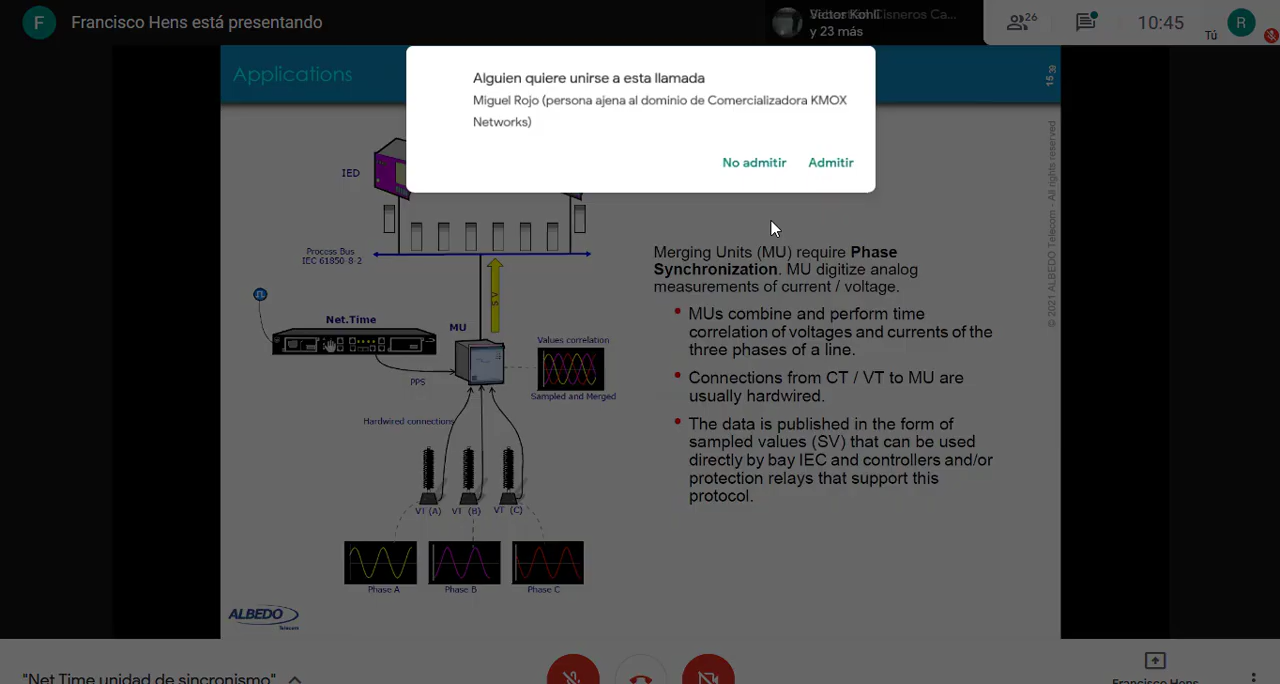 F Francisco Hens está presentando
Victor Kohli
y 23 más
26
10:45
Tú
R
Applications
Alguien quiere unirse a esta llamada
Miguel Rojo (persona ajena al dominio de Comercializadora KMOX
Networks)
No admitir Admitir
IED
Process Bus
IEC 61850-8-2
SV
Net.Time
MU
PPS
Values correlation
Sampled and Merged
Hardwired connections
VT (A) VT (B) VT (C)
Phase A Phase B Phase C
Merging Units (MU) require Phase
Synchronization. MU digitize analog
measurements of current / voltage.
• MUs combine and perform time
correlation of voltages and currents of the
three phases of a line.
• Connections from CT / VT to MU are
usually hardwired.
• The data is published in the form of
sampled values (SV) that can be used
directly by bay IEC and controllers and/or
protection relays that support this
protocol.
© 2021 ALBEDO Telecom - All rights reserved
ALBEDO
Telecom
"Net Time unidad de sincronismo"
Francisco Hens